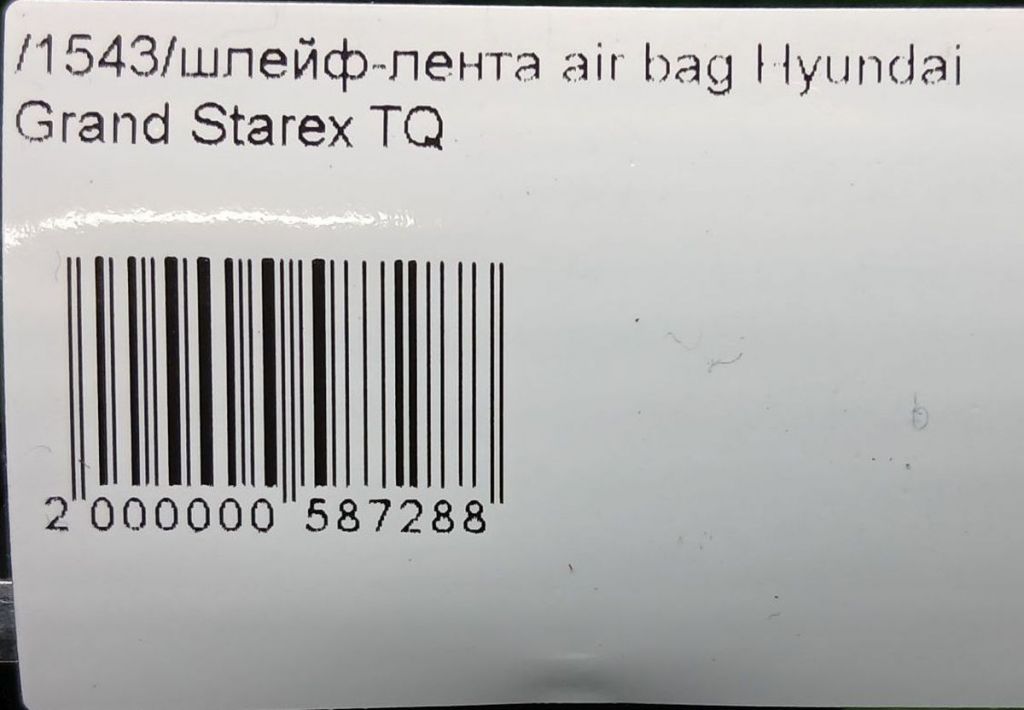 /1543/шлейф-лента air bag Hyundai
Grand Starex TQ
2 000000 587288